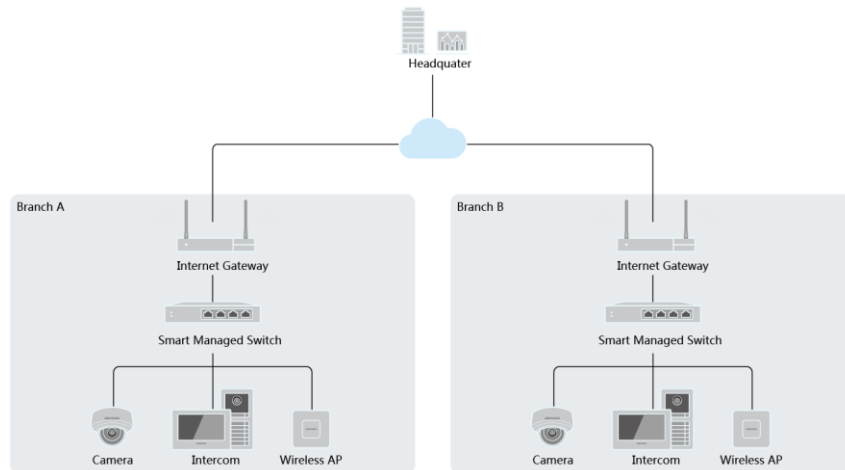 Headquater
Branch A
Branch B
Internet Gateway
Internet Gateway
Smart Managed Switch
Smart Managed Switch
Camera
Intercom
Wireless AP
Camera
Intercom
Wireless AP